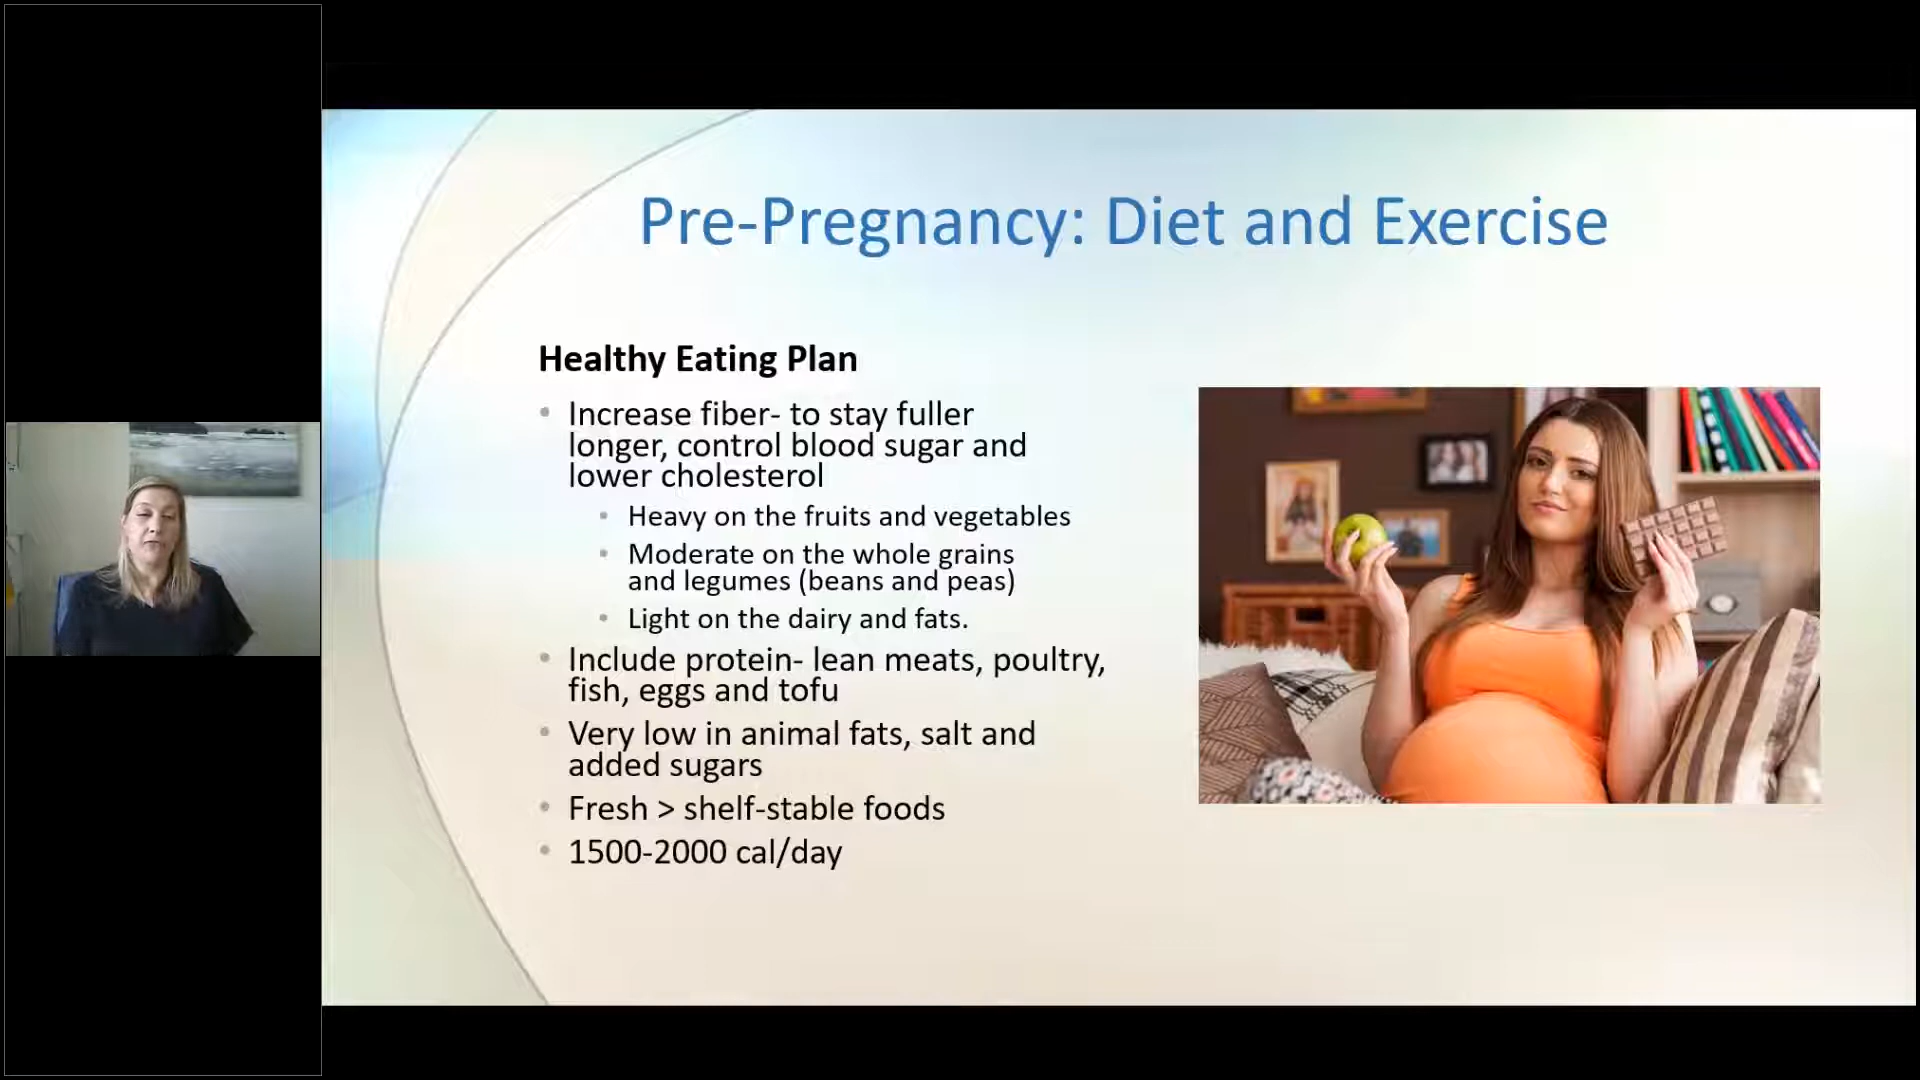 Pre-Pregnancy: Diet and Exercise
Healthy Eating Plan
• Increase fiber- to stay fuller
longer, control blood sugar and
lower cholesterol
• Heavy on the fruits and vegetables
• Moderate on the whole grains
and legumes (beans and peas)
• Light on the dairy and fats.
• Include protein- lean meats, poultry,
fish, eggs and tofu
• Very low in animal fats, salt and
added sugars
• Fresh > shelf-stable foods
• 1500-2000 cal/day